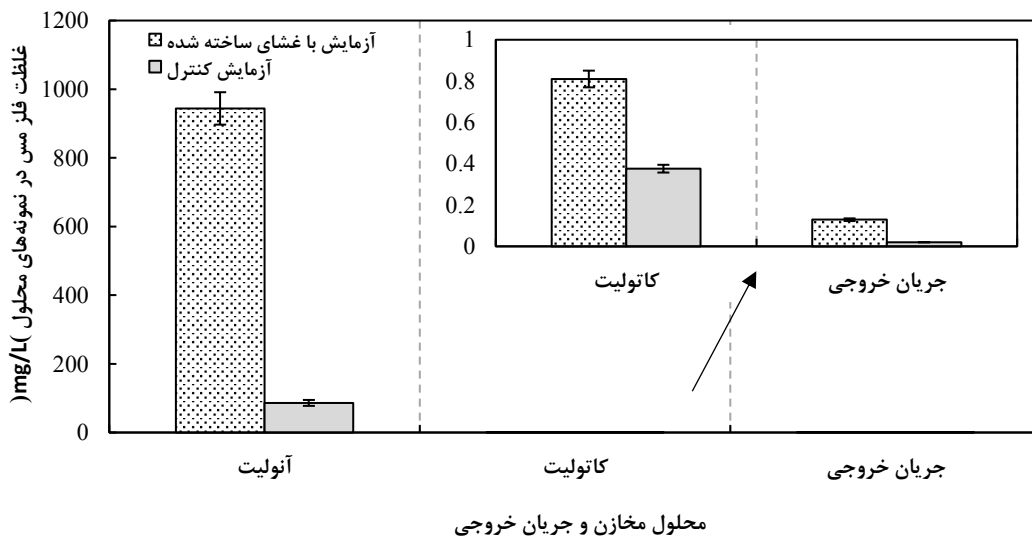 غلظت فلز مس در نمونه‌های محلول )mg/L(
1200
1000
800
600
400
200
0
آزمایش با غشای ساخته شده
آزمایش کنترل
1
0.8
0.6
0.4
0.2
0
کاتولیت
جریان خروجی
آنولیت
کاتولیت
جریان خروجی
محلول مخازن و جریان خروجی